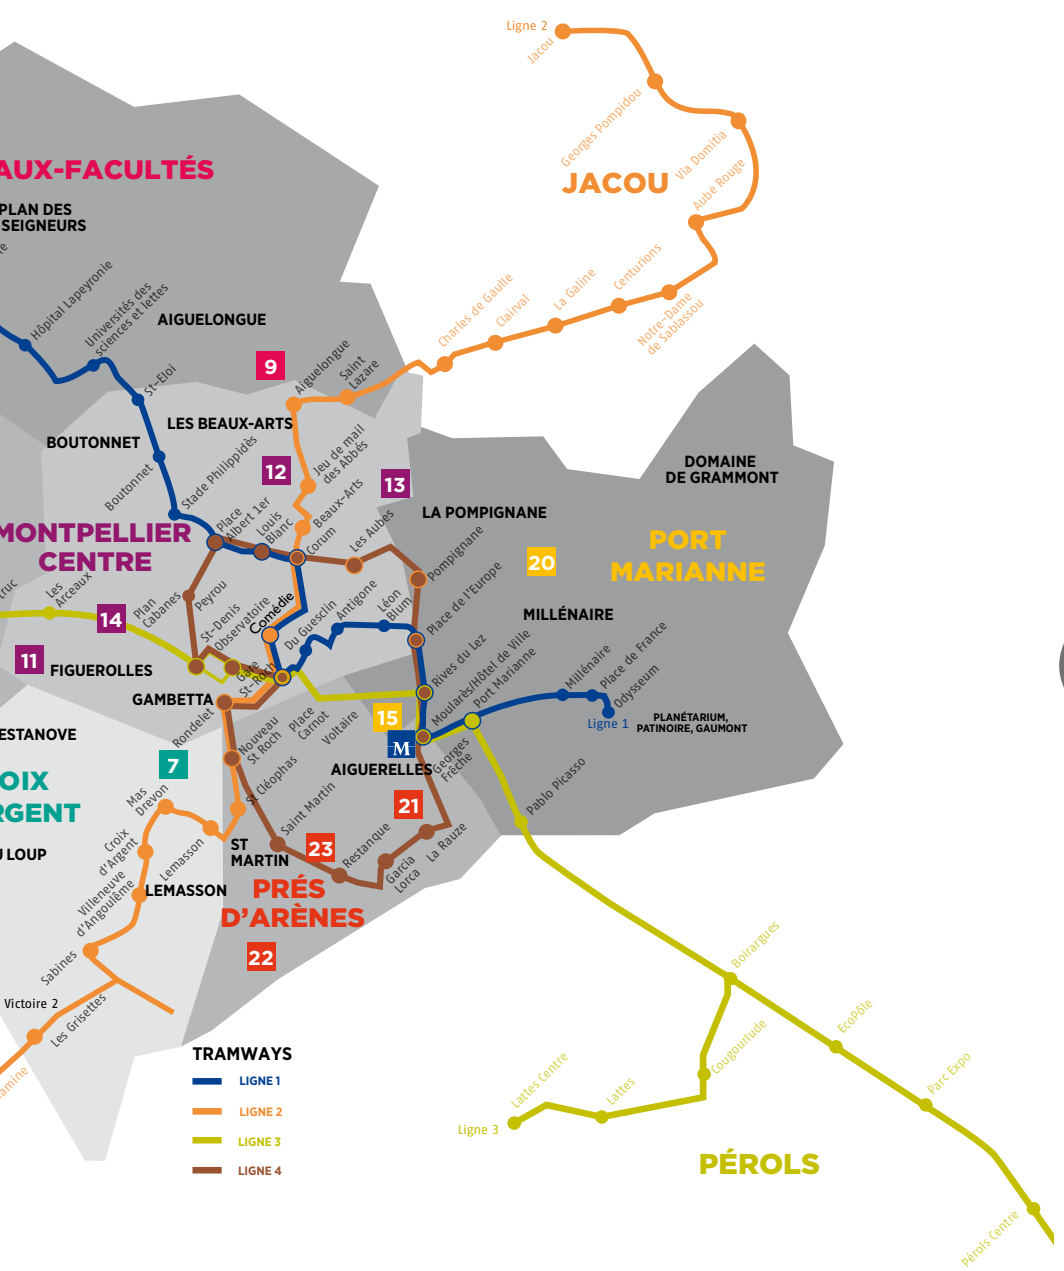 Ligne 2
Jacou
Georges Pompidou
Via Domitia
JACOU
Aube Rouge
AUX-FACULTÉS
PLAN DES
SEIGNEURS
Hôpital Lapeyronie
Universités des
sciences et lettes
AIGUELONGUE
Centurions
La Galine
Charles de Gaulle
Clairval
Notre-Dame
de Sablassou
St-Eloi
9
Aiguelongue
Saint
Lazare
LES BEAUX-ARTS
BOUTONNET
Boutonnet
Stade Philippidès
12
Jeu de mail
des Abbés
13
DOMAINE
DE GRAMMONT
MONTPELLIER
CENTRE
Place
Albert 1er
Louis
Blanc
Beaux-Arts
Corum
Les Aubes
LA POMPIGNANE
Pompignane
PORT
MARIANNE
20
truc
Les
Arceaux
14
Plan
Cabanes
Peyrou
St-Denis
Observatoire
Comédie
Du Guesclin
Antigone
Léon
Blum
Place de l'Europe
MILLÉNAIRE
11
FIGUEROLLES
Gare
St-Roch
Rives du Lez
Moularès/Hôtel de Ville
Port Marianne
Millénaire
Place de France
Odysseum
GAMBETTA
Rondelet
Nouveau
St Roch
Place
Carnot
Voltaire
15
M
Ligne 1
PLANÉTARIUM,
PATINOIRE, GAUMONT
ESTANOVE
7
St Cléophas
AIGUERELLES
Georges
Frêche
OIX
RGENT
Mas
Drevon
Saint Martin
21
Pablo Picasso
U LOUP
Croix
d'Argent
Lemasson
ST
MARTIN
23
Restanque
Garcia
Lorca
La Rauze
Villeneuve
d'Angoulême
LEMASSON
PRÉS
D'ARÈNES
22
Sabines
Victoire 2
Les Grisettes
amine
Boirargues
EcoPôle
Cougourlude
Parc Expo
Lattes Centre
Lattes
Ligne 3
PÉROLS
Pérols Centre
TRAMWAYS
LIGNE 1
LIGNE 2
LIGNE 3
LIGNE 4